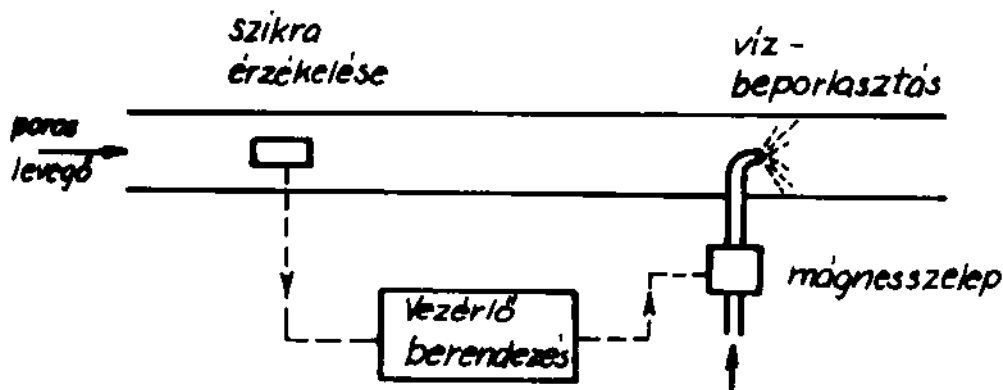 szikra
érzékelése
víz -
beporlasztás
poros
levegő
mágnesszelep
Vezérlő
berendezés